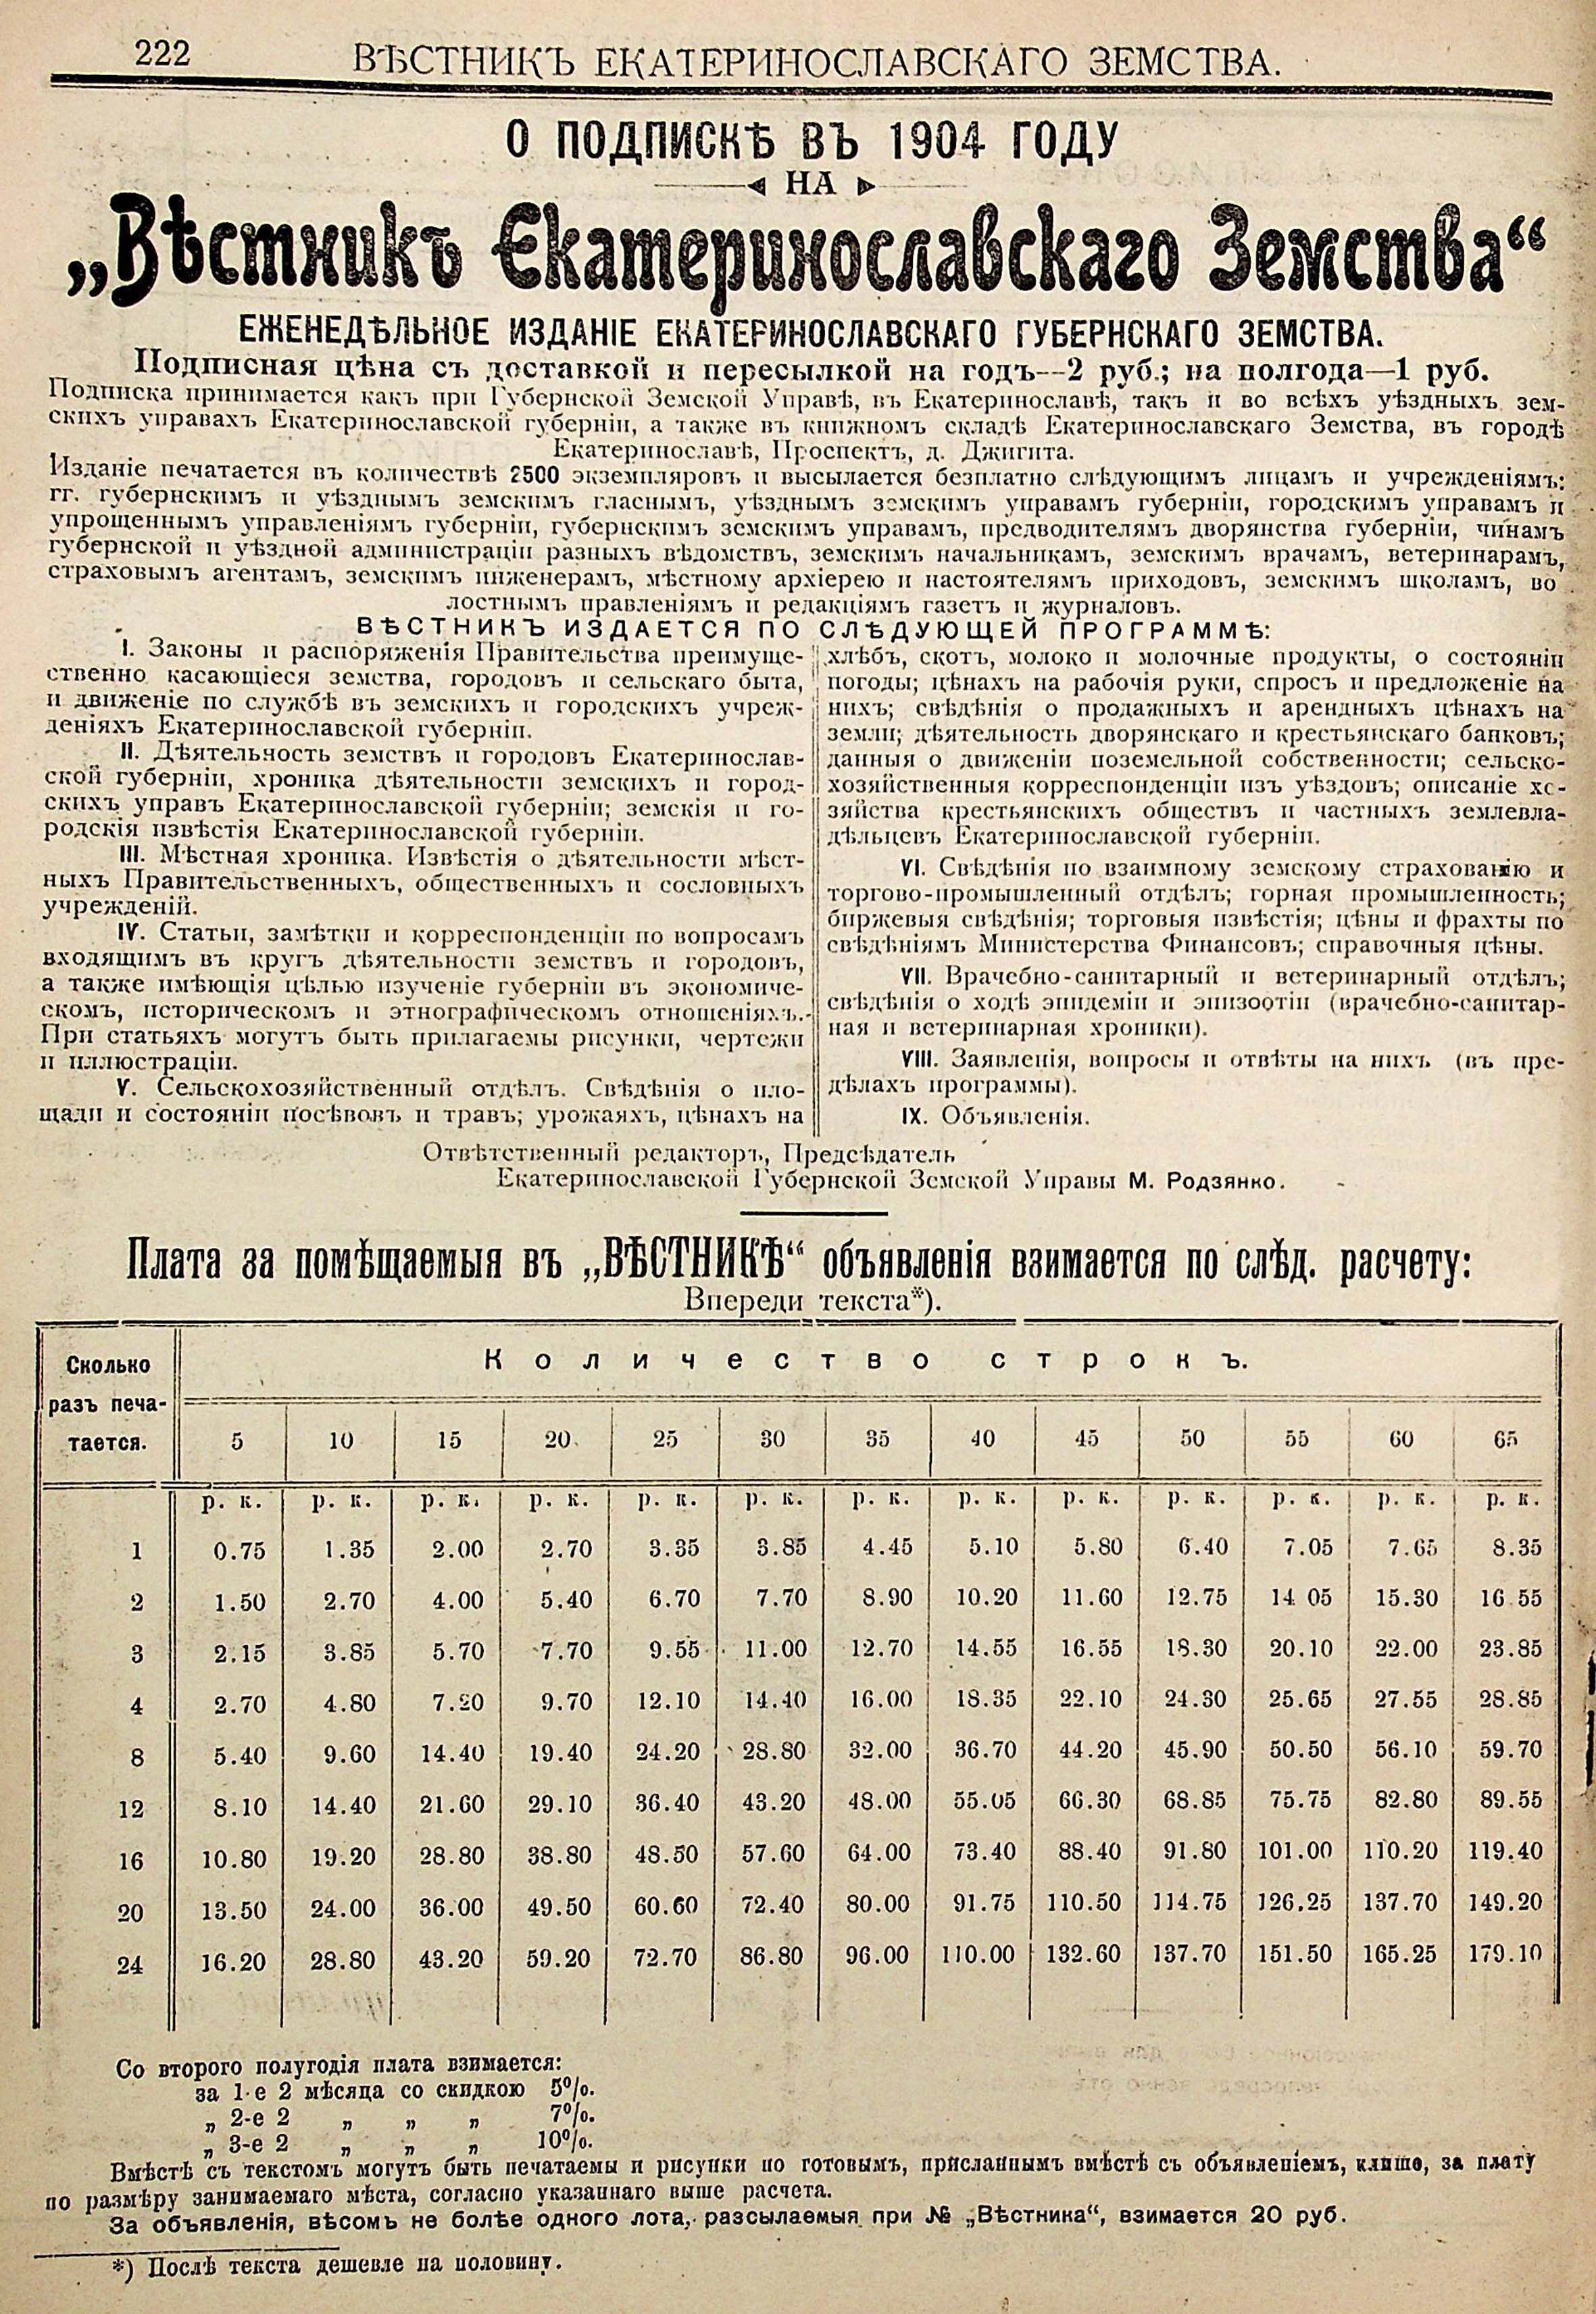 222
ВѢСТНИКЪ ЕКАТЕРИНОСЛАВСКАГО ЗЕМСТВА.
О ПОДПИСКѢ ВЪ 1904 ГОДУ
НА
„Вѣстникъ Екатеринославскаго Земства“
ЕЖЕНЕДѢЛЬНОЕ ИЗДАНІЕ ЕКАТЕРИНОСЛАВСКАГО ГУБЕРНСКАГО ЗЕМСТВА.
Подписная цѣна съ доставкой и пересылкой на годъ—2 руб.; на полгода—1 руб.
Подписка принимается какъ при Губернской Земской Управѣ, въ Екатеринославѣ, такъ и во всѣхъ уѣздныхъ зем-
скихъ управахъ Екатеринославской губерніи, а также въ книжномъ складѣ Екатеринославскаго Земства, въ городѣ
Екатеринославѣ, Проспектъ, д. Джигита.
Изданіе печатается въ количествѣ 2500 экземпляровъ и высылается безплатно слѣдующимъ лицамъ и учрежденіямъ:
гг. губернскимъ и уѣзднымъ земскимъ гласнымъ, уѣзднымъ земскимъ управамъ губерніи, городскимъ управамъ и
упрощеннымъ управленіямъ губерніи, губернскимъ земскимъ управамъ, предводителямъ дворянства губерніи, чинамъ
губернской и уѣздной администраціи разныхъ вѣдомствъ, земскимъ начальникамъ, земскимъ врачамъ, ветеринарамъ,
страховымъ агентамъ, земскимъ инженерамъ, мѣстному архіерею и настоятелямъ приходовъ, земскимъ школамъ, во
лостнымъ правленіямъ и редакціямъ газетъ и журналовъ.
ВѢСТНИКЪ ИЗДАЕТСЯ ПО СЛѢДУЮЩЕЙ ПРОГРАММѢ:
I. Законы и распоряженія Правительства преимуще-
ственно касающіеся земства, городовъ и сельскаго быта,
и движеніе по службѣ въ земскихъ и городскихъ учреж-
деніяхъ Екатеринославской губерніи.
II. Дѣятельность земствъ и городовъ Екатеринослав-
ской губерніи, хроника дѣятельности земскихъ и город-
скихъ управъ Екатеринославской губерніи; земскія и го-
родскія извѣстія Екатеринославской губерніи.
III. Мѣстная хроника. Извѣстія о дѣятельности мѣст-
ныхъ Правительственныхъ, общественныхъ и сословныхъ
учрежденій.
IV. Статьи, замѣтки и корреспонденціи по вопросамъ
входящимъ въ кругъ дѣятельности земствъ и городовъ,
а также имѣющія цѣлью изученіе губерніи въ экономиче-
скомъ, историческомъ и этнографическомъ отношеніяхъ.-
При статьяхъ могутъ быть прилагаемы рисунки, чертежи
и иллюстраціи.
V. Сельскохозяйственный отдѣлъ. Свѣдѣнія о пло-
щади и состояніи посѣвовъ и травъ; урожаяхъ, цѣнахъ на
хлѣбъ, скотъ, молоко и молочные продукты, о состояніи
погоды; цѣнахъ на рабочія руки, спросъ и предложеніе на
нихъ; свѣдѣнія о продажныхъ и арендныхъ цѣнахъ на
земли; дѣятельность дворянскаго и крестьянскаго банковъ;
данныя о движеніи поземельной собственности; сельско-
хозяйственныя корреспонденціи изъ уѣздовъ; описаніе хо-
зяйства крестьянскихъ обществъ и частныхъ землевла-
дѣльцевъ Екатеринославской губерніи.
VI. Свѣдѣнія по взаимному земскому страхованію и
торгово-промышленный отдѣлъ; горная промышленность;
биржевыя свѣдѣнія; торговыя извѣстія; цѣны и фрахты по
свѣдѣніямъ Министерства Финансовъ; справочныя цѣны.
VII. Врачебно-санитарный и ветеринарный отдѣлъ;
свѣдѣнія о ходѣ эпидеміи и эпизоотіи (врачебно-санитар-
ная и ветеринарная хроники).
VIII. Заявленія, вопросы и отвѣты на нихъ (въ пре-
дѣлахъ программы).
IX. Объявленія.
Отвѣтственный редакторъ, Предсѣдатель
Екатеринославской Губернской Земской Управы М. Родзянко.
Плата за помѣщаемыя въ „ВѢСТНИКѢ“ объявленія взимается по слѣд. расчету:
Впереди текста*).
Сколько разъ печа- тается.
Количество строкъ.
5 10 15 20 25 30 35 40 45 50 55 60 65
р. к. р. к. р. к. р. к. р. к. р. к. р. к. р. к. р. к. р. к. р. к. р. к. р. к.
1 0.75 1.35 2.00 2.70 3.35 3.85 4.45 5.10 5.80 6.40 7.05 7.65 8.35
2 1.50 2.70 4.00 5.40 6.70 7.70 8.90 10.20 11.60 12.75 14 05 15.30 16 55
3 2.15 3.85 5.70 7.70 9.55 11.00 12.70 14.55 16.55 18.30 20.10 22.00 23.85
4 2.70 4.80 7.20 9.70 12.10 14.40 16.00 18.35 22.10 24.30 25.65 27.55 28.85
8 5.40 9.60 14.40 19.40 24.20 28.80 32.00 36.70 44.20 45.90 50.50 56.10 59.70
12 8.10 14.40 21.60 29.10 36.40 43.20 48.00 55.05 66.30 68.85 75.75 82.80 89.55
16 10.80 19.20 28.80 38.80 48.50 57.60 64.00 73.40 88.40 91.80 101.00 110.20 119.40
20 13.50 24.00 36.00 49.50 60.60 72.40 80.00 91.75 110.50 114.75 126.25 137.70 149.20
24 16.20 28.80 43.20 59.20 72.70 86.80 96.00 110.00 132.60 137.70 151.50 165.25 179.10
Со второго полугодія плата взимается:
за 1-е 2 мѣсяца со скидкою 5%.
„ 2-е 2 „ „ „ 7%.
„ 3-е 2 „ „ „ 10%.
Вмѣстѣ съ текстомъ могутъ быть печатаемы и рисунки по готовымъ, присланнымъ вмѣстѣ съ объявленіемъ, клише, за плату
по размѣру занимаемаго мѣста, согласно указаннаго выше расчета.
За объявленія, вѣсомъ не болѣе одного лота, разсылаемыя при № „Вѣстника“, взимается 20 руб.
*) Послѣ текста дешевле на половину.